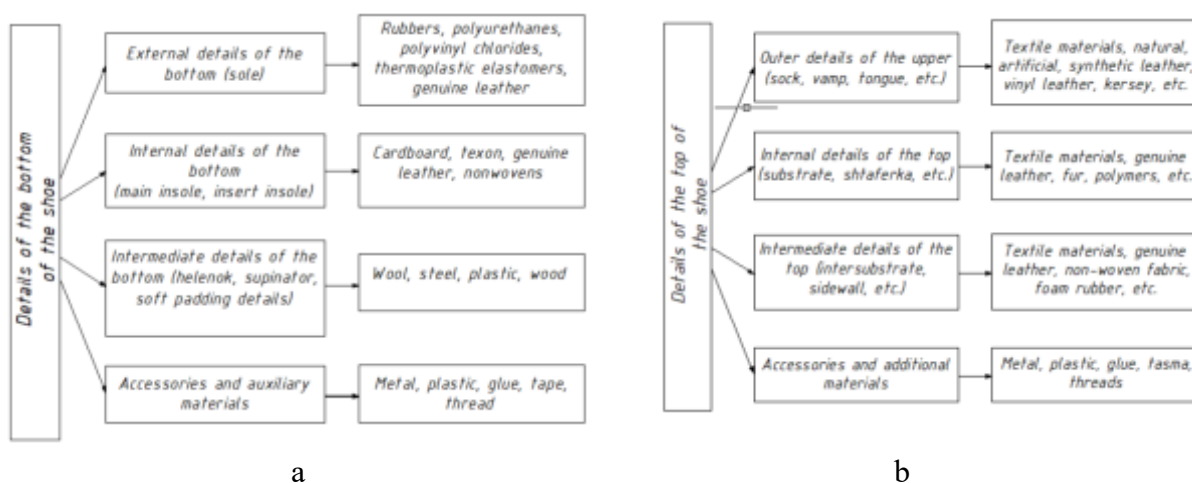 Details of the bottom
of the shoe
External details of the
bottom (sole)
Rubbers, polyurethanes,
polyvinyl chlorides,
thermoplastic elastomers,
genuine leather
Internal details of the
bottom
(main insole, insert insole)
Cardboard, texon, genuine
leather, nonwovens
Intermediate details of the
bottom (helenok, supinator,
soft padding details)
Wool, steel, plastic, wood
Accessories and auxiliary
materials
Metal, plastic, glue, tape,
thread
a
Details of the top of
the shoe
Outer details of the upper
(sock, vamp, tongue, etc.)
Textile materials, natural,
artificial, synthetic leather,
vinyl leather, kersey, etc.
Internal details of the top
(substrate, shtaferka, etc.)
Textile materials, genuine
leather, fur, polymers, etc.
Intermediate details of the
top (intersubstrate,
sidewall, etc.)
Textile materials, genuine
leather, non-woven fabric,
foam rubber, etc.
Accessories and additional
materials
Metal, plastic, glue, tasma,
threads
b